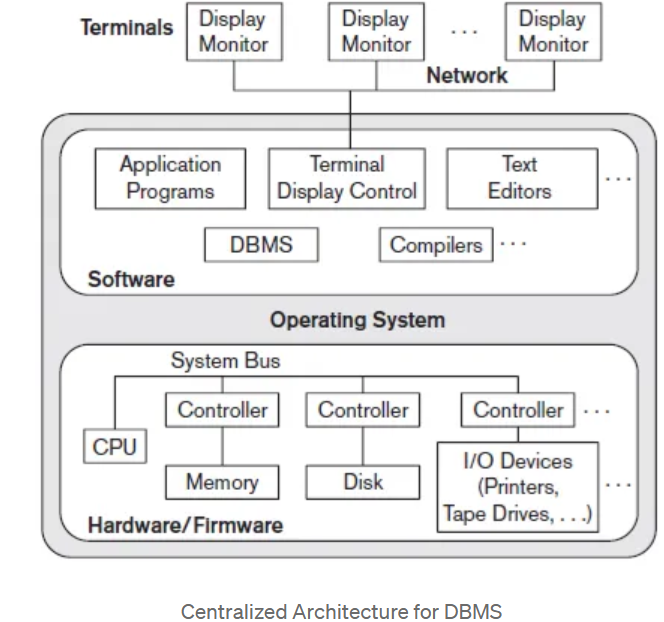 Terminals
Display
Monitor
Display
Monitor
. . .
Display
Monitor
Network
Application
Programs
Terminal
Display Control
Text
Editors
. . .
DBMS
Compilers
. . .
Software
Operating System
System Bus
Controller
Controller
Controller
. . .
CPU
Memory
Disk
I/O Devices
(Printers,
Tape Drives, . . .)
. . .
Hardware/Firmware
Centralized Architecture for DBMS